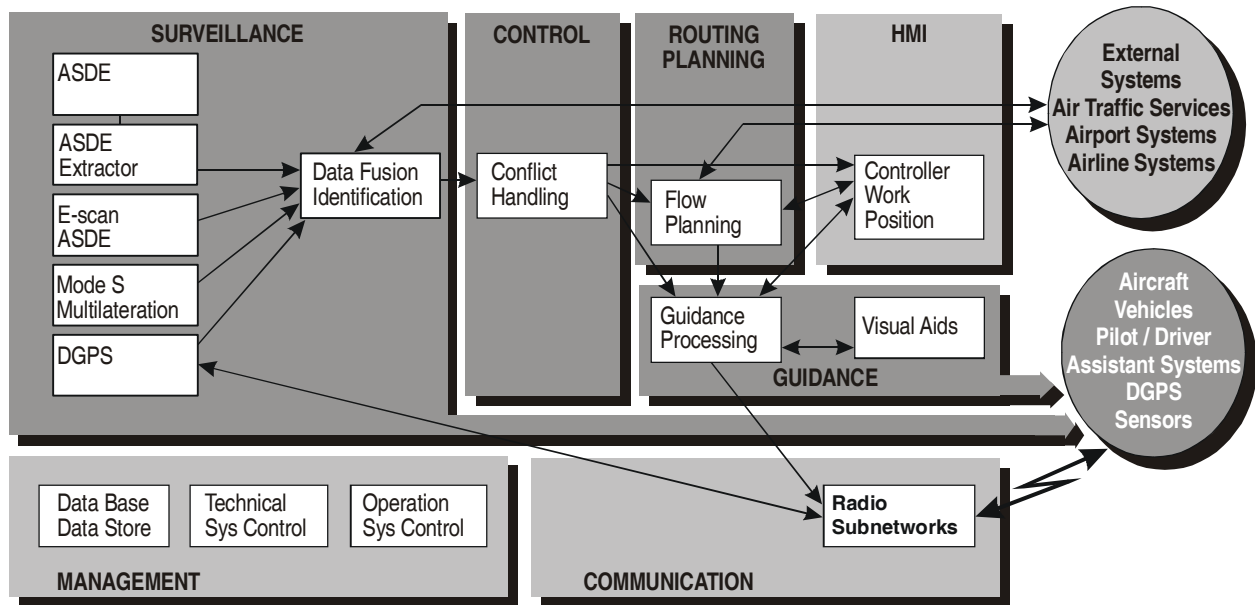 SURVEILLANCE
ASDE
ASDE
Extractor
E-scan
ASDE
Mode S
Multilateration
DGPS
Data Fusion
Identification
CONTROL
Conflict
Handling
ROUTING
PLANNING
Flow
Planning
HMI
Controller
Work
Position
External
Systems
Air Traffic Services
Airport Systems
Airline Systems
Guidance
Processing
Visual Aids
GUIDANCE
Aircraft
Vehicles
Pilot / Driver
Assistant Systems
DGPS
Sensors
Data Base
Data Store
Technical
Sys Control
Operation
Sys Control
MANAGEMENT
Radio
Subnetworks
COMMUNICATION